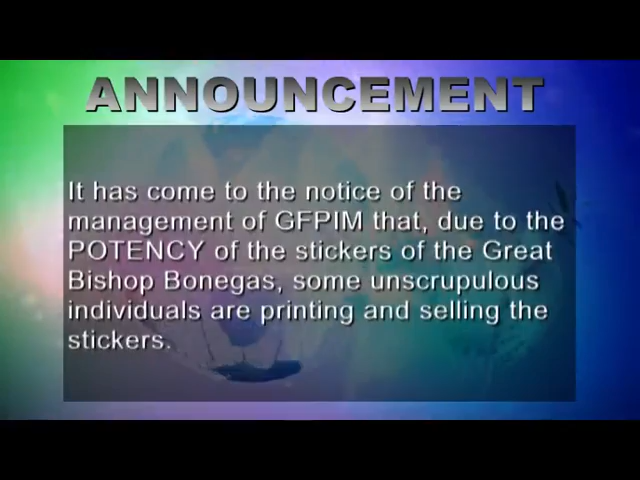 ANNOUNCEMENT
It has come to the notice of the
management of GFPIM that, due to the
POTENCY of the stickers of the Great
Bishop Bonegas, some unscrupulous
individuals are printing and selling the
stickers.